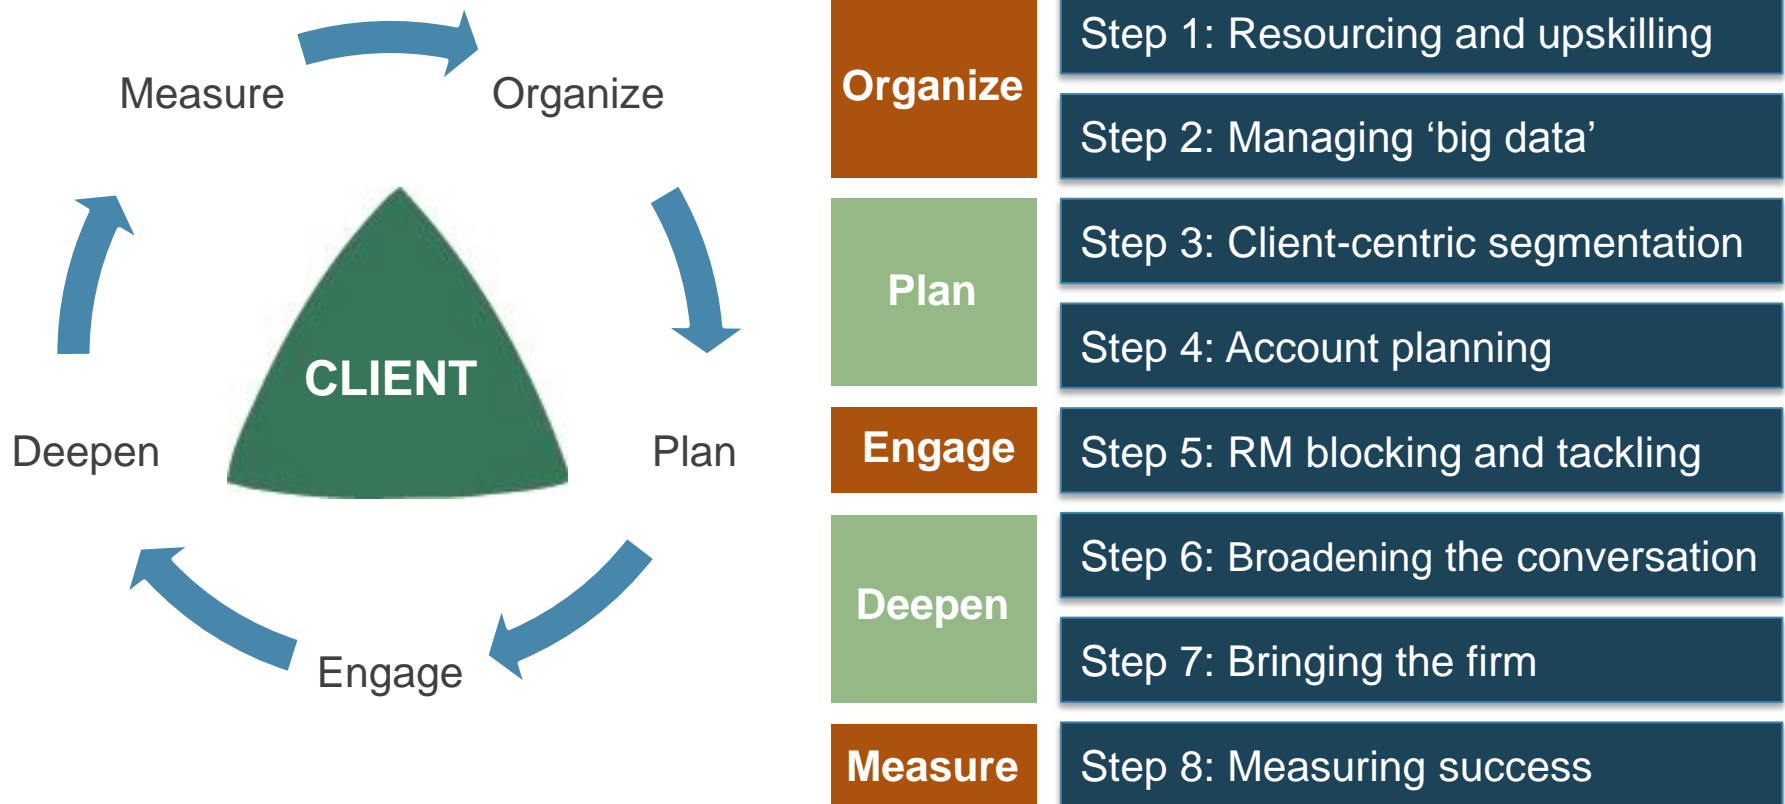 Measure
Organize
CLIENT
Deepen
Plan
Engage
Organize
Step 1: Resourcing and upskilling
Step 2: Managing ‘big data’
Plan
Step 3: Client-centric segmentation
Step 4: Account planning
Engage
Step 5: RM blocking and tackling
Deepen
Step 6: Broadening the conversation
Step 7: Bringing the firm
Measure
Step 8: Measuring success